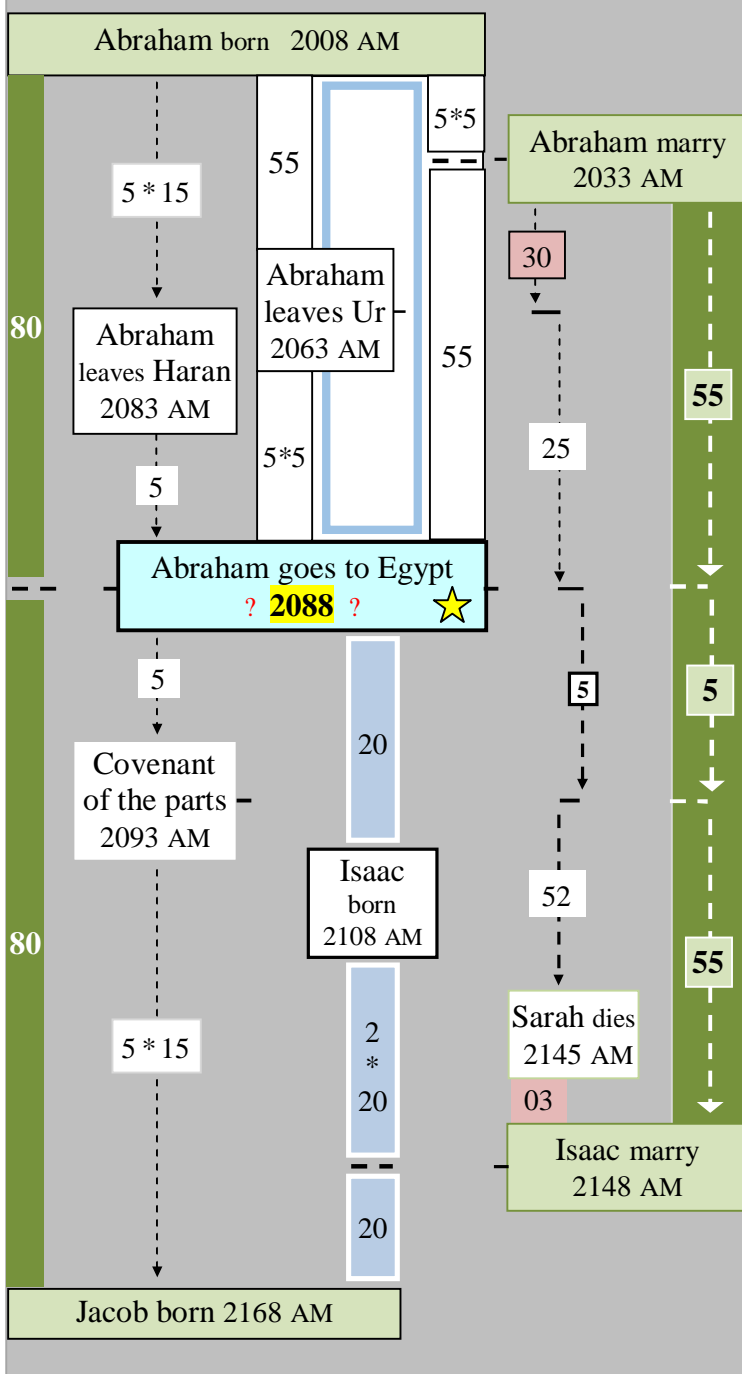 Abraham born 2008 AM
5*5
55
Abraham marry
2033 AM
5 * 15
30
Abraham
leaves Ur
2063 AM
80
Abraham
leaves Haran
2083 AM
55
55
25
5*5
5
Abraham goes to Egypt
? 2088 ?
5
5
5
20
Covenant
of the parts
2093 AM
Isaac
born
2108 AM
52
80
55
Sarah dies
2145 AM
5 * 15
2
*
20
03
Isaac marry
2148 AM
20
Jacob born 2168 AM